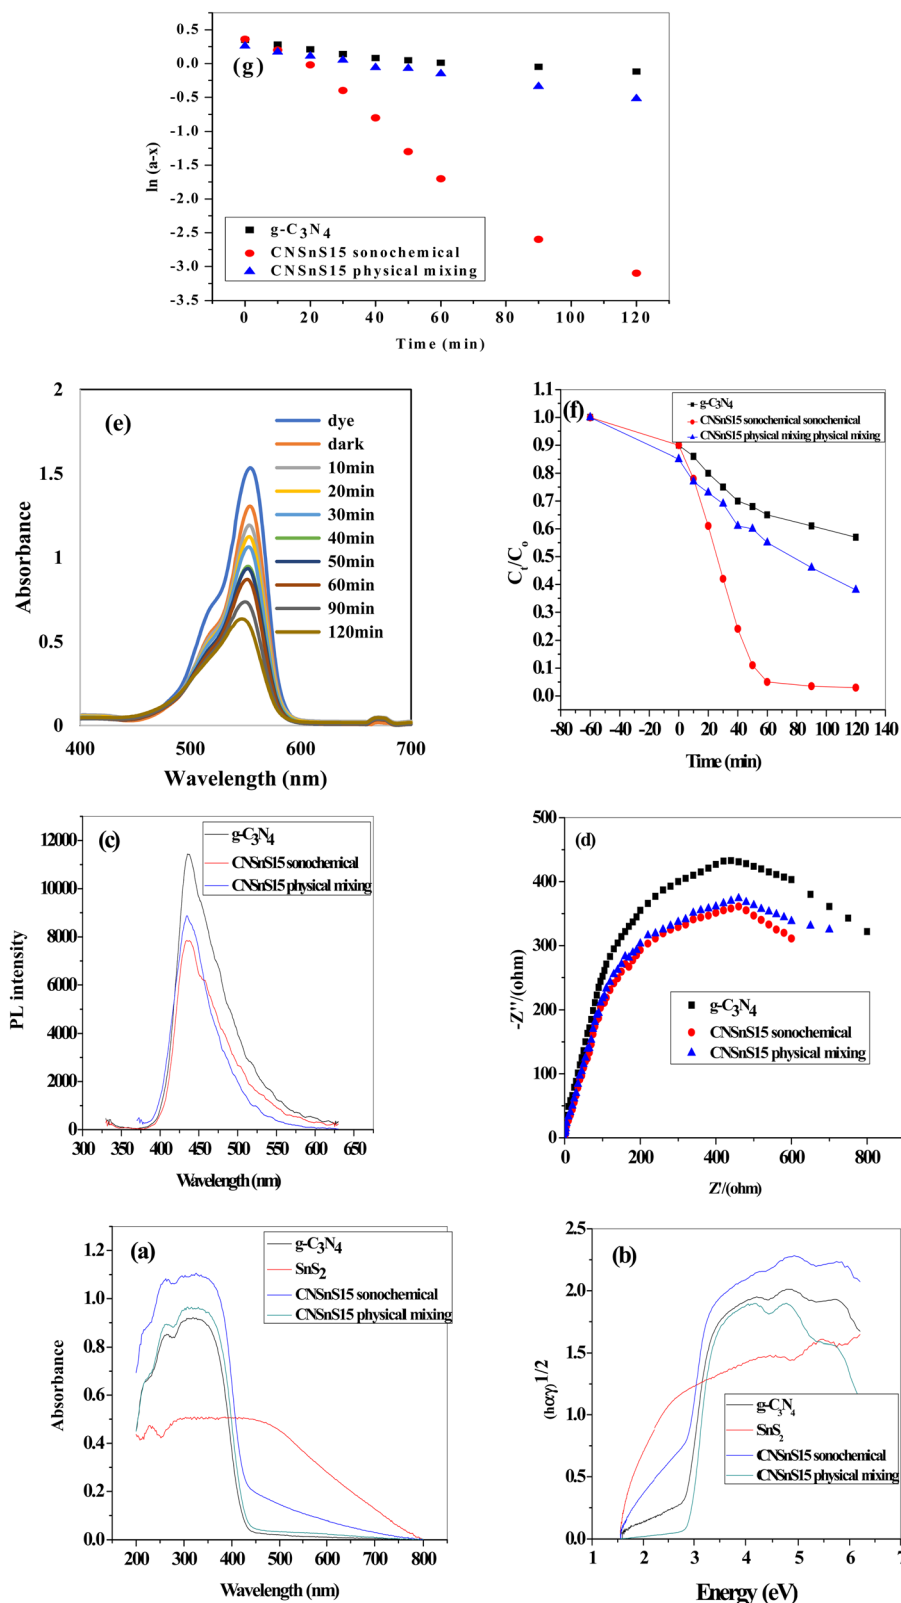 (g)
0.5
0.0
-0.5
-1.0
-1.5
-2.0
-2.5
-3.0
-3.5
ln (a-x)
g-C3N4
CNSnS15 sonochemical
CNSnS15 physical mixing
0 20 40 60 80 100 120
Time (min)
(e)
2
1.5
1
0.5
0
Absorbance
dye
dark
10min
20min
30min
40min
50min
60min
90min
120min
400 500 600 700
Wavelength (nm)
(f)
1.1
1.0
0.9
0.8
0.7
0.6
0.5
0.4
0.3
0.2
0.1
0.0
Ct/Co
g-C3N4
CNSnS15 sonochemical sonochemical
CNSnS15 physical mixing physical mixing
-80 -60 -40 -20 0 20 40 60 80 100 120 140
Time (min)
(c)
12000
10000
8000
6000
4000
2000
0
PL intensity
g-C3N4
CNSnS15 sonochemical
CNSnS15 physical mixing
300 350 400 450 500 550 600 650
Wavelength (nm)
(d)
500
400
300
200
100
0
-Z''/(ohm)
g-C3N4
CNSnS15 sonochemical
CNSnS15 physical mixing
0 200 400 600 800
Z'/(ohm)
(a)
1.2
1.0
0.8
0.6
0.4
0.2
0.0
Absorbance
g-C3N4
SnS2
CNSnS15 sonochemical
CNSnS15 physical mixing
200 300 400 500 600 700 800
Wavelength (nm)
(b)
2.5
2.0
1.5
1.0
0.5
0.0
(hαγ)1/2
g-C3N4
SnS2
CNSnS15 sonochemical
CNSnS15 physical mixing
1 2 3 4 5 6 7
Energy (eV)